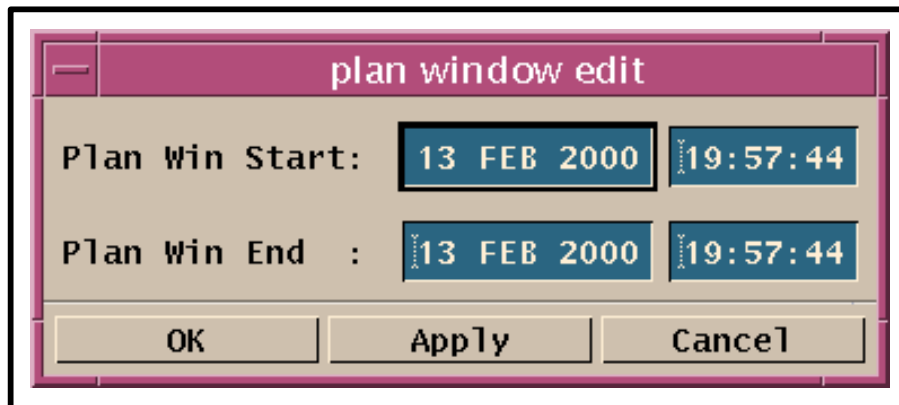 plan window edit
Plan Win Start: 13 FEB 2000 19:57:44
Plan Win End : 13 FEB 2000 19:57:44
OK Apply Cancel